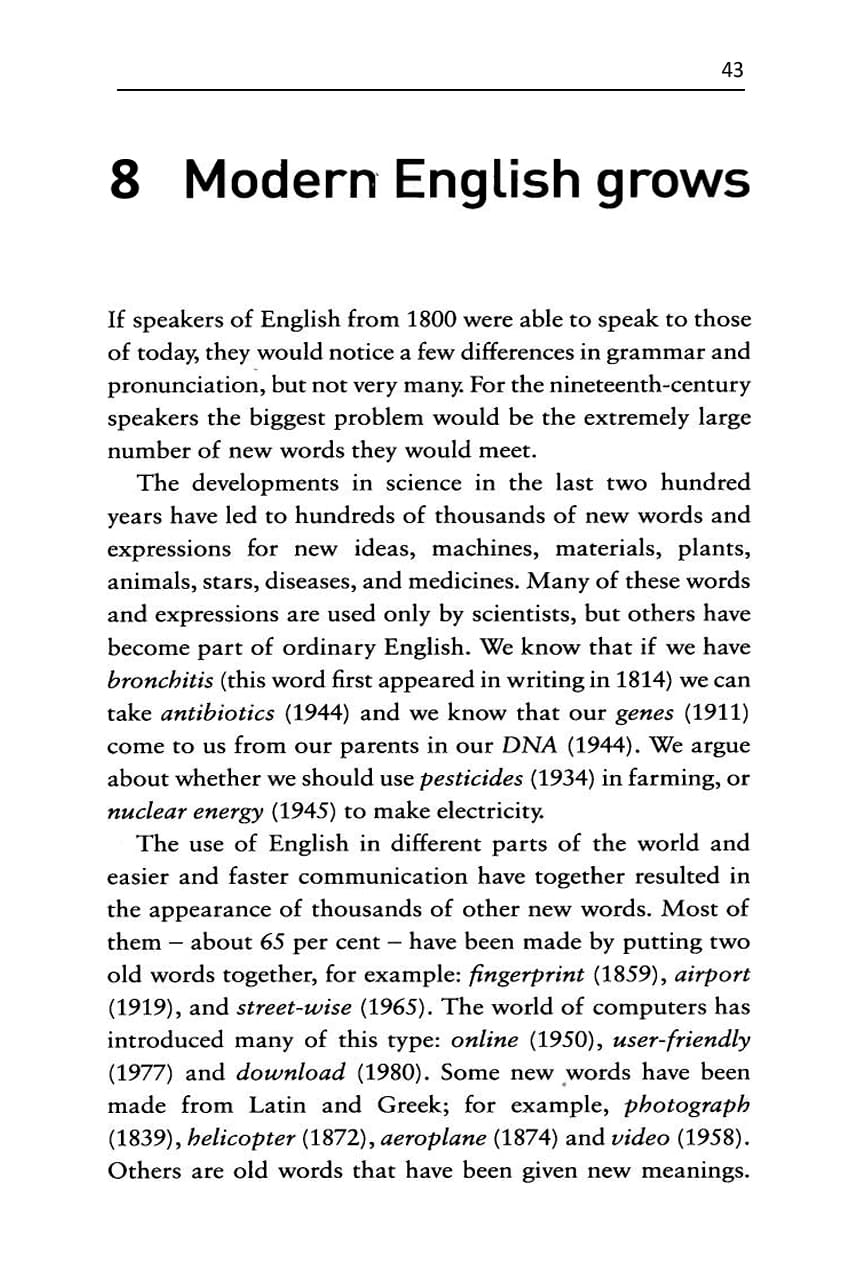 43
8 Modern English grows
If speakers of English from 1800 were able to speak to those
of today, they would notice a few differences in grammar and
pronunciation, but not very many. For the nineteenth-century
speakers the biggest problem would be the extremely large
number of new words they would meet.
The developments in science in the last two hundred
years have led to hundreds of thousands of new words and
expressions for new ideas, machines, materials, plants,
animals, stars, diseases, and medicines. Many of these words
and expressions are used only by scientists, but others have
become part of ordinary English. We know that if we have
bronchitis (this word first appeared in writing in 1814) we can
take antibiotics (1944) and we know that our genes (1911)
come to us from our parents in our DNA (1944). We argue
about whether we should use pesticides (1934) in farming, or
nuclear energy (1945) to make electricity.
The use of English in different parts of the world and
easier and faster communication have together resulted in
the appearance of thousands of other new words. Most of
them – about 65 per cent – have been made by putting two
old words together, for example: fingerprint (1859), airport
(1919), and street-wise (1965). The world of computers has
introduced many of this type: online (1950), user-friendly
(1977) and download (1980). Some new words have been
made from Latin and Greek; for example, photograph
(1839), helicopter (1872), aeroplane (1874) and video (1958).
Others are old words that have been given new meanings.